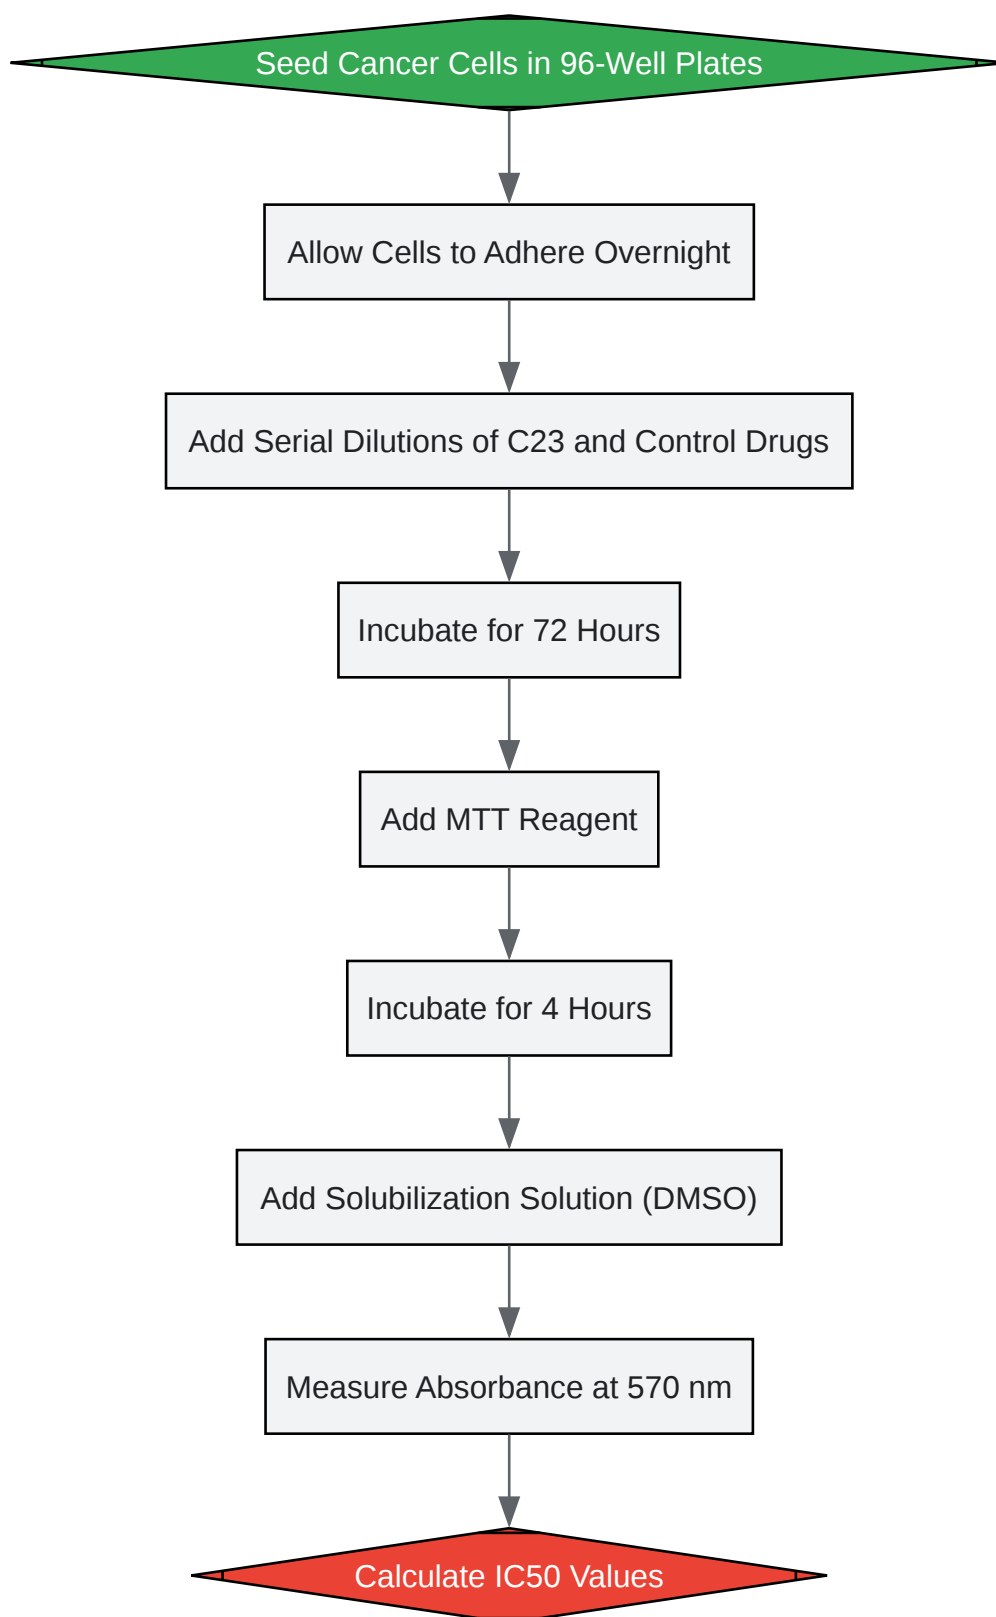 Seed Cancer Cells in 96-Well Plates
Allow Cells to Adhere Overnight
Add Serial Dilutions of C23 and Control Drugs
Incubate for 72 Hours
Add MTT Reagent
Incubate for 4 Hours
Add Solubilization Solution (DMSO)
Measure Absorbance at 570 nm
Calculate IC50 Values